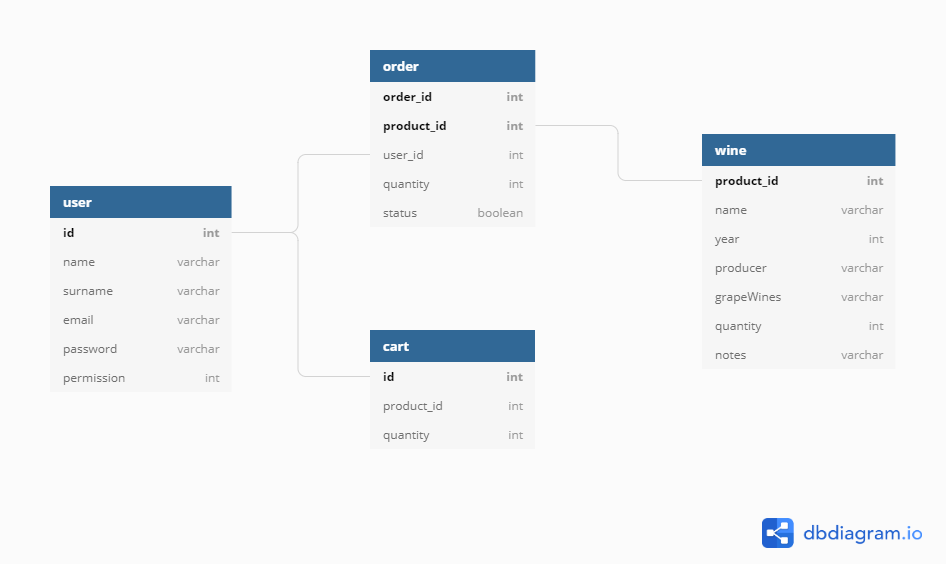 user
id int
name varchar
surname varchar
email varchar
password varchar
permission int
order
order_id int
product_id int
user_id int
quantity int
status boolean
cart
id int
product_id int
quantity int
wine
product_id int
name varchar
year int
producer varchar
grapeWines varchar
quantity int
notes varchar
dbdiagram.io